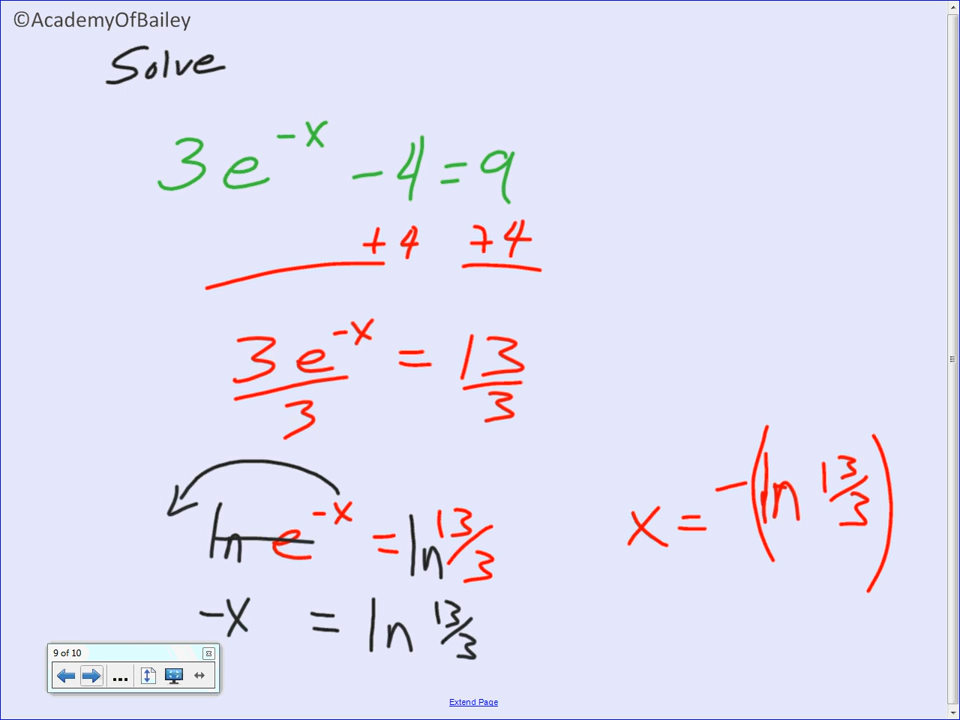 ©AcademyOfBailey
Solve
3e^-x - 4 = 9
+4 +4
3e^-x = 13
3 3
ln e^-x = ln 13/3
-x = ln 13/3
x = -(ln 13/3)
9 of 10
...
Extend Page